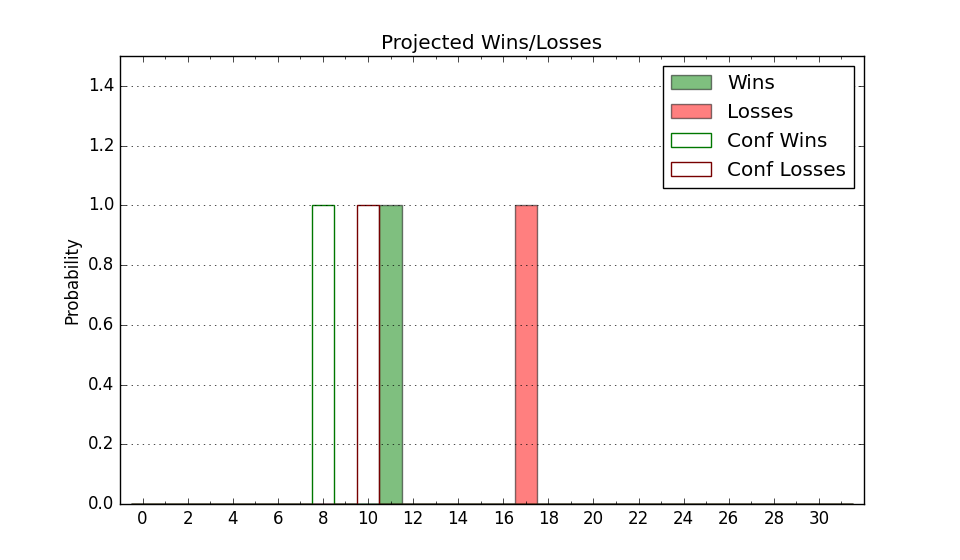 Projected Wins/Losses
Wins
Losses
Conf Wins
Conf Losses
Probability
1.4
1.2
1.0
0.8
0.6
0.4
0.2
0.0
0 2 4 6 8 10 12 14 16 18 20 22 24 26 28 30